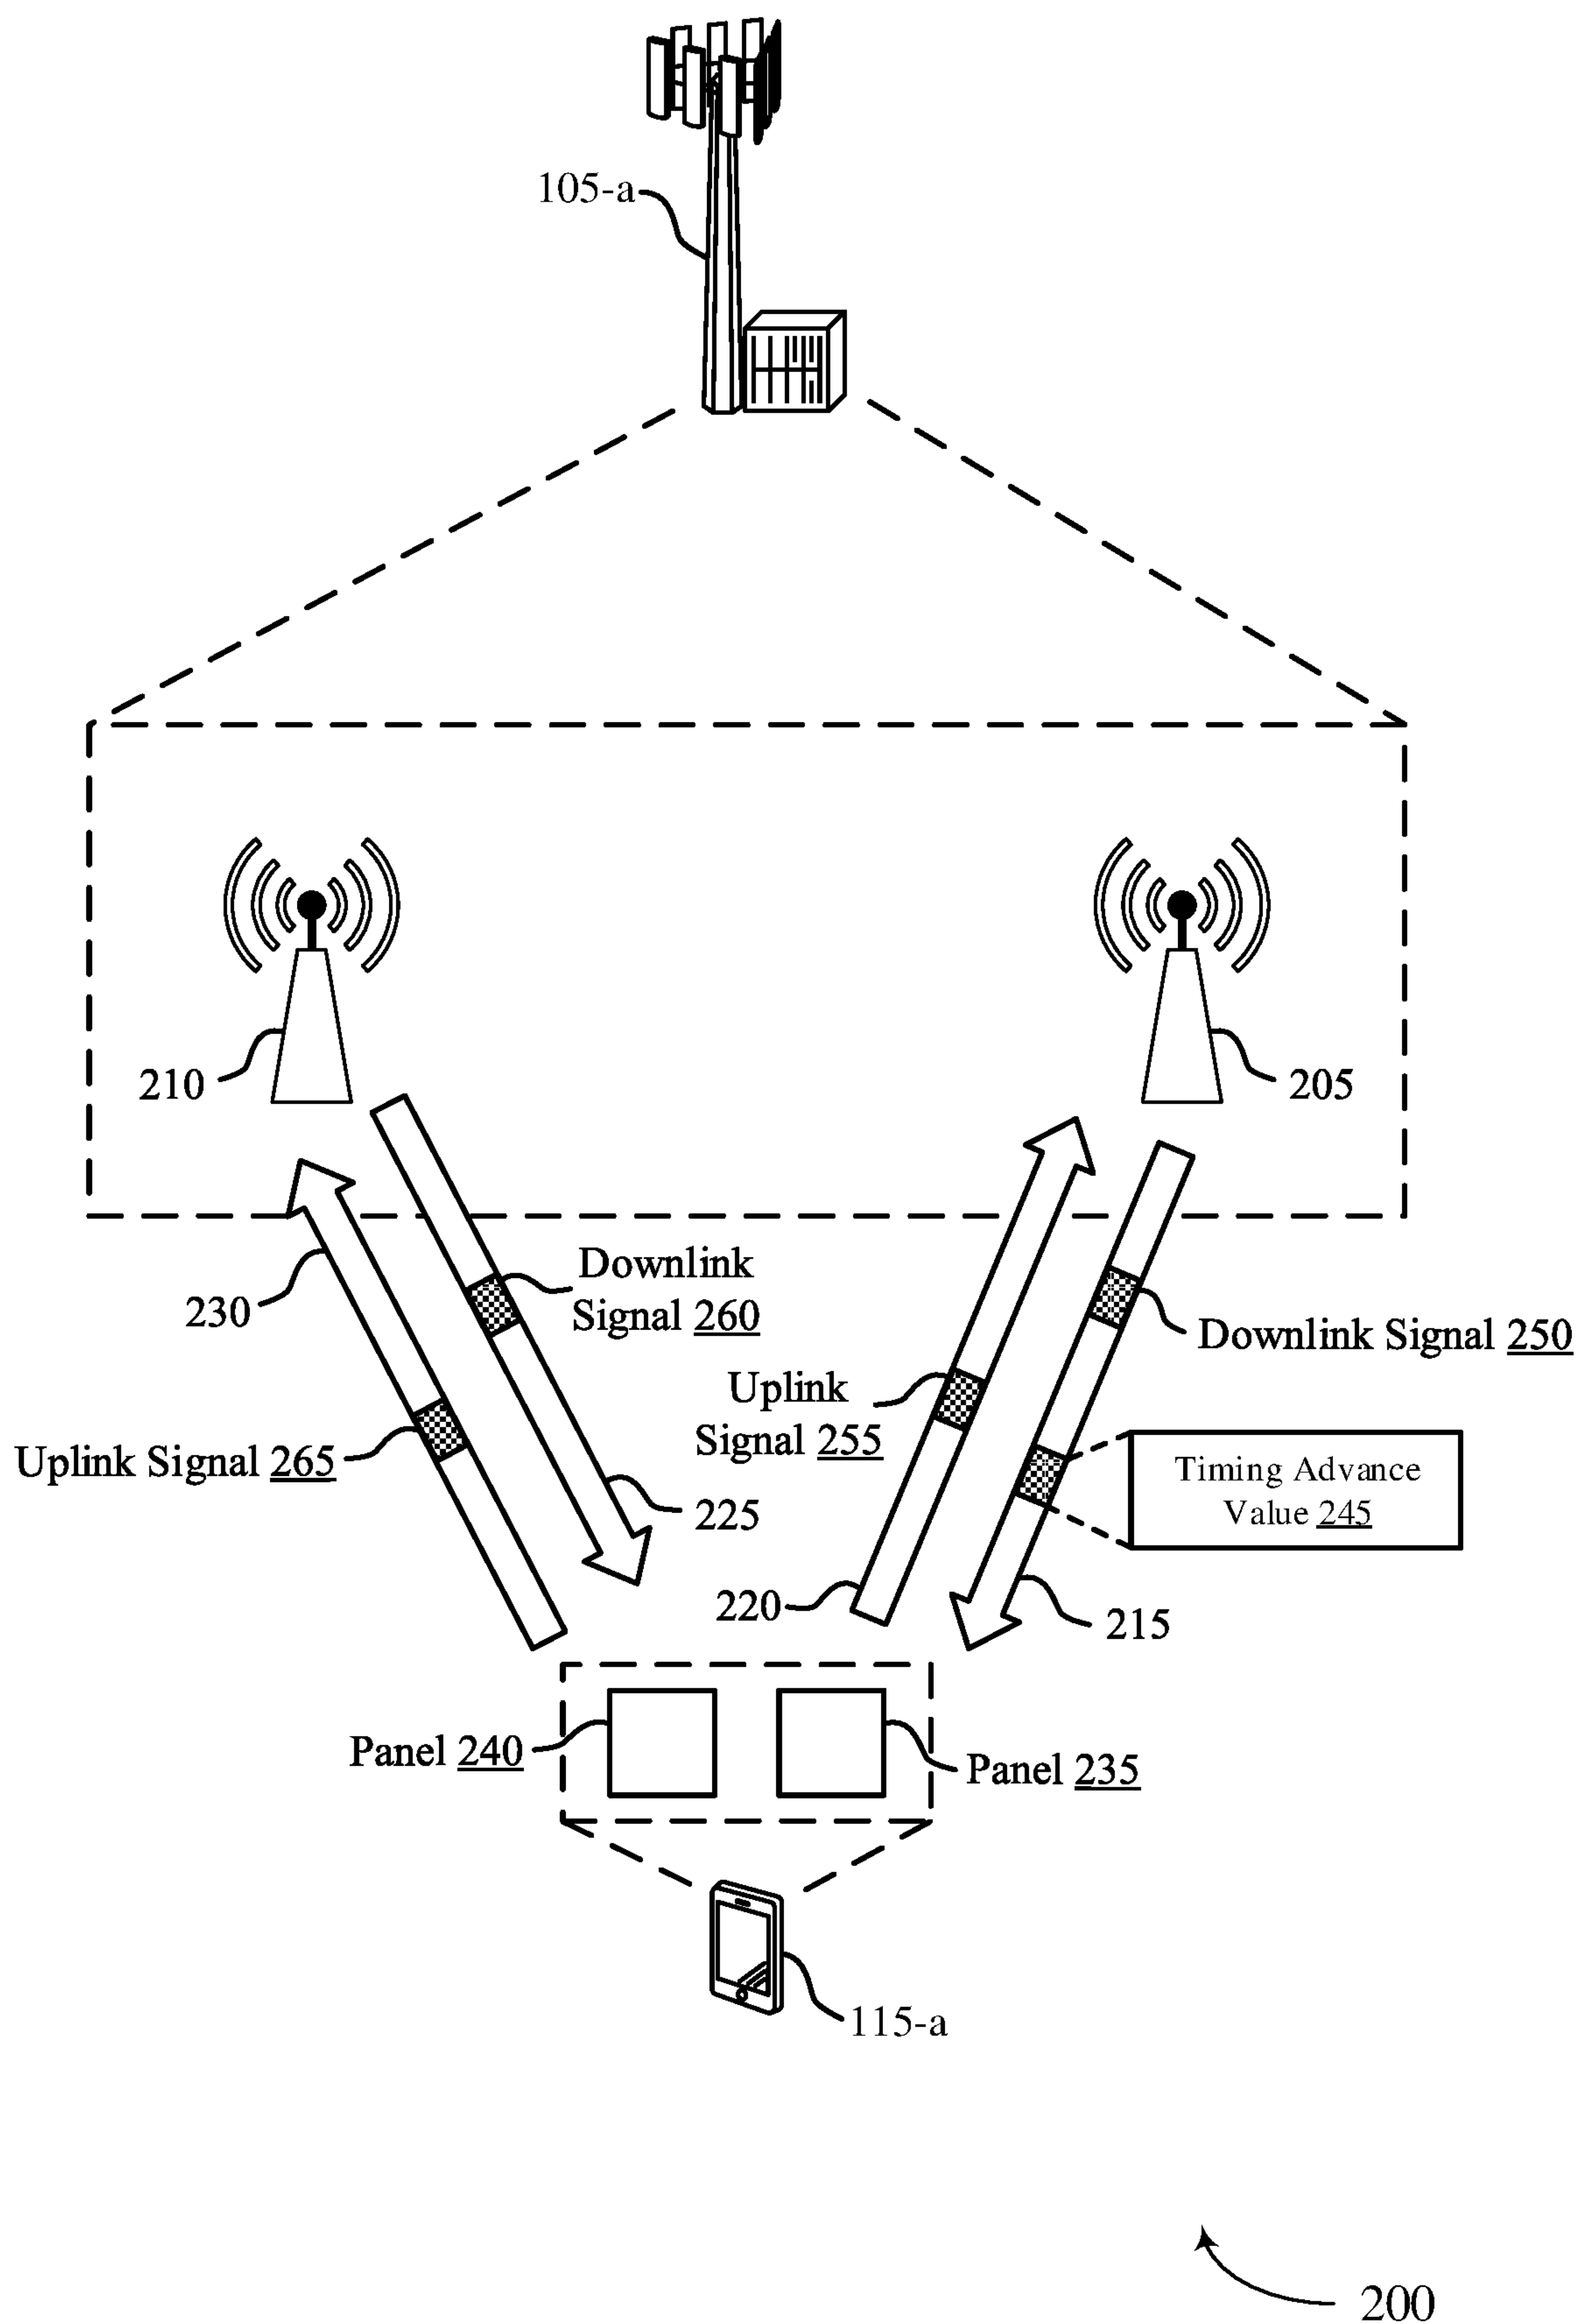 105-a
210
205
230
Downlink
Signal 260
Downlink Signal 250
Uplink
Signal 255
Uplink Signal 265
Timing Advance
Value 245
225
220
215
Panel 240
Panel 235
115-a
200